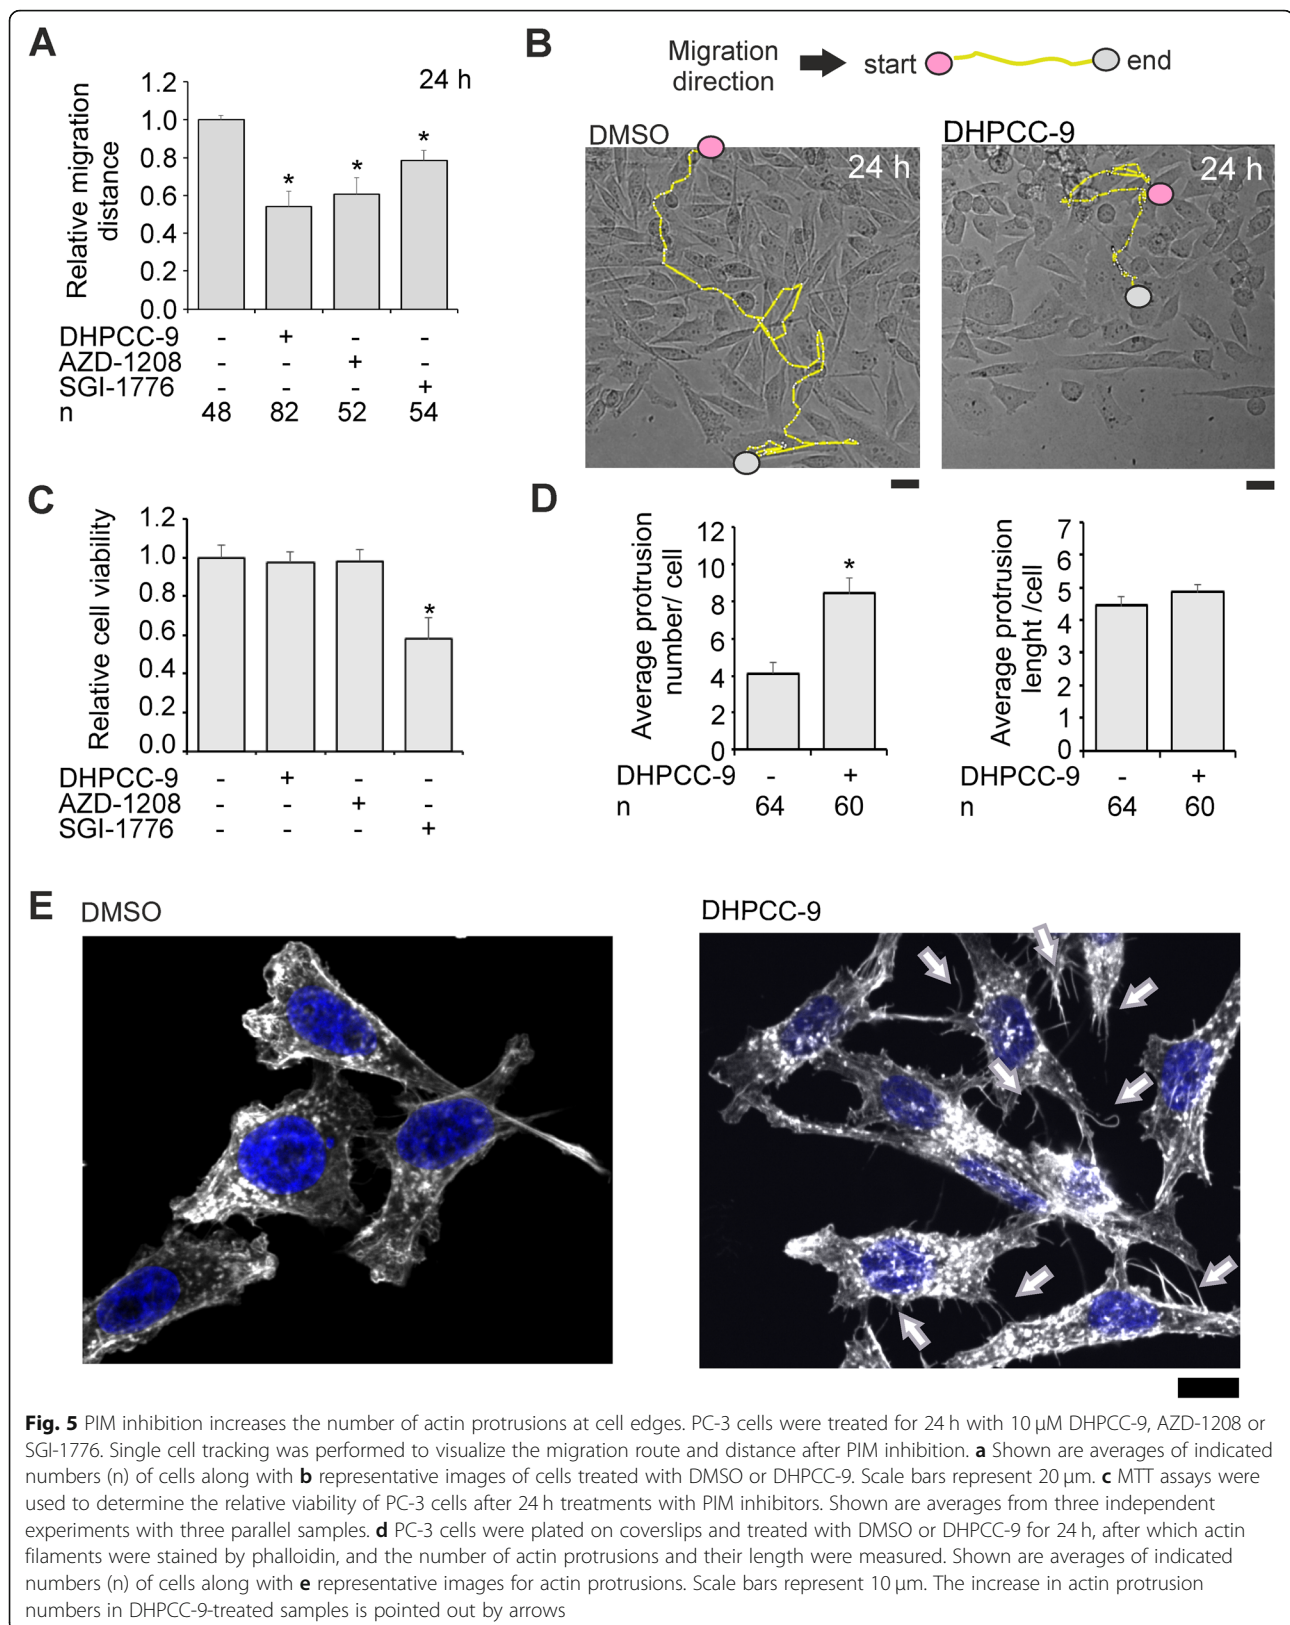 A
24 h
Relative migration
distance
1.2
1.0
0.8
0.6
0.4
0.2
0.0
*
*
*
DHPCC-9 - + - -
AZD-1208 - - + -
SGI-1776 - - - +
n 48 82 52 54
B
Migration
direction
start
end
DMSO
24 h
DHPCC-9
24 h
C
Relative cell viability
1.2
1.0
0.8
0.6
0.4
0.2
0.0
*
DHPCC-9 - + - -
AZD-1208 - - + -
SGI-1776 - - - +
D
Average protrusion
number/ cell
12
10
8
6
4
2
0
*
DHPCC-9 - +
n 64 60
Average protrusion
lenght /cell
7
6
5
4
3
2
1
0
DHPCC-9 - +
n 64 60
E
DMSO
DHPCC-9
Fig. 5 PIM inhibition increases the number of actin protrusions at cell edges. PC-3 cells were treated for 24 h with 10 μM DHPCC-9, AZD-1208 or
SGI-1776. Single cell tracking was performed to visualize the migration route and distance after PIM inhibition. a Shown are averages of indicated
numbers (n) of cells along with b representative images of cells treated with DMSO or DHPCC-9. Scale bars represent 20 μm. c MTT assays were
used to determine the relative viability of PC-3 cells after 24 h treatments with PIM inhibitors. Shown are averages from three independent
experiments with three parallel samples. d PC-3 cells were plated on coverslips and treated with DMSO or DHPCC-9 for 24 h, after which actin
filaments were stained by phalloidin, and the number of actin protrusions and their length were measured. Shown are averages of indicated
numbers (n) of cells along with e representative images for actin protrusions. Scale bars represent 10 μm. The increase in actin protrusion
numbers in DHPCC-9-treated samples is pointed out by arrows